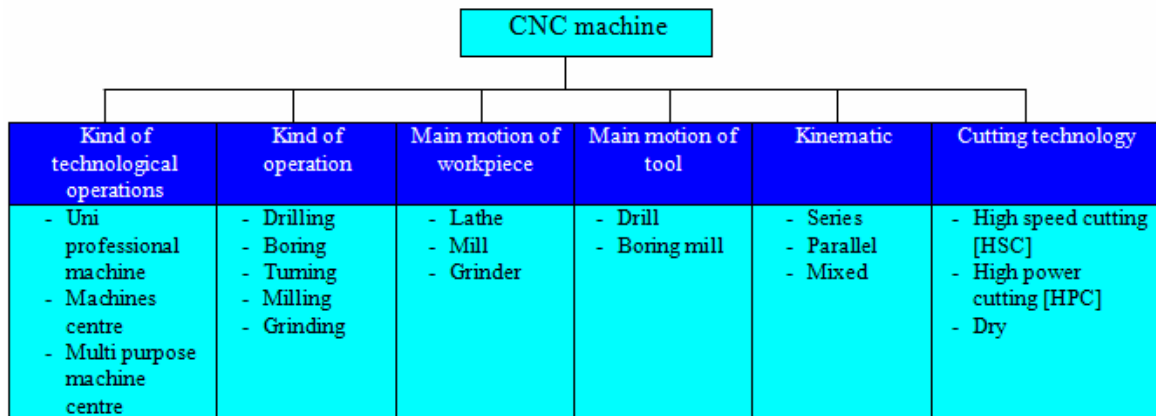 CNC machine
Kind of
technological
operations
Kind of
operation
Main motion of
workpiece
Main motion of
tool
Kinematic
Cutting technology
- Uni
professional
machine
- Machines
centre
- Multi purpose
machine
centre
- Drilling
- Boring
- Turning
- Milling
- Grinding
- Lathe
- Mill
- Grinder
- Drill
- Boring mill
- Series
- Parallel
- Mixed
- High speed cutting
[HSC]
- High power
cutting [HPC]
- Dry